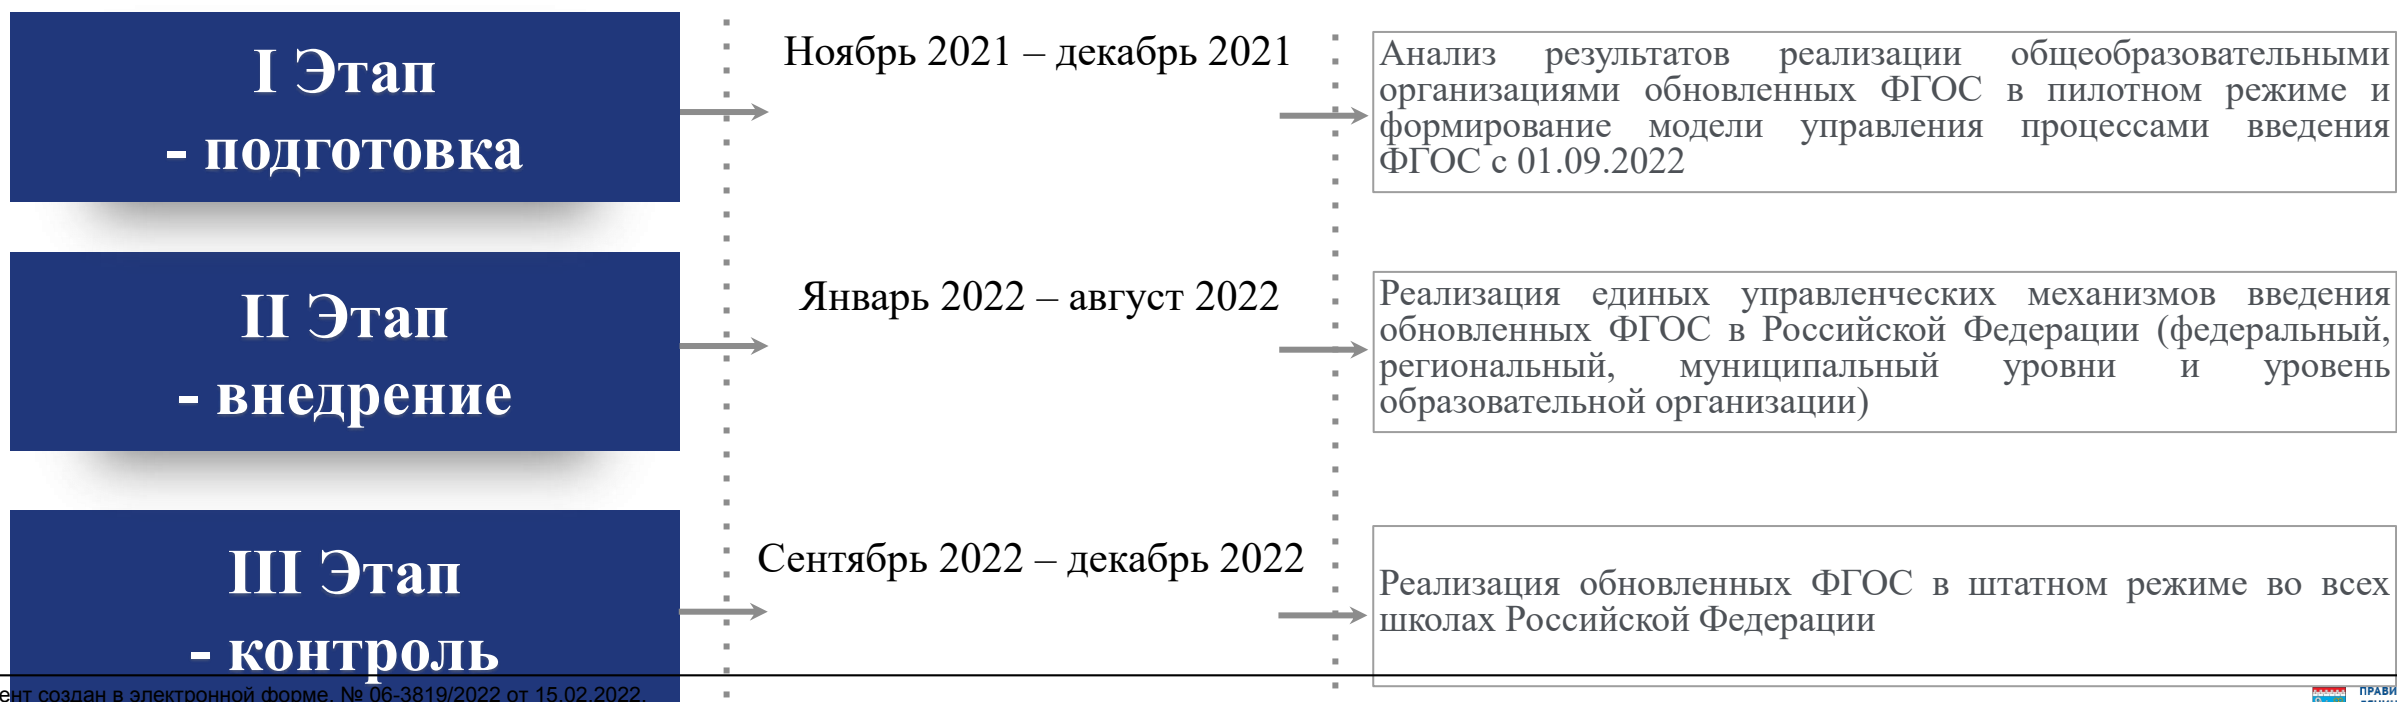 I Этап
- подготовка
Ноябрь 2021 – декабрь 2021
Анализ результатов реализации общеобразовательными
организациями обновленных ФГОС в пилотном режиме и
формирование модели управления процессами введения
ФГОС с 01.09.2022
II Этап
- внедрение
Январь 2022 – август 2022
Реализация единых управленческих механизмов введения
обновленных ФГОС в Российской Федерации (федеральный,
региональный, муниципальный уровни и уровень
образовательной организации)
III Этап
- контроль
Сентябрь 2022 – декабрь 2022
Реализация обновленных ФГОС в штатном режиме во всех
школах Российской Федерации
ент создан в электронной форме. № 06-3819/2022 от 15.02.2022.
ПРАВИ